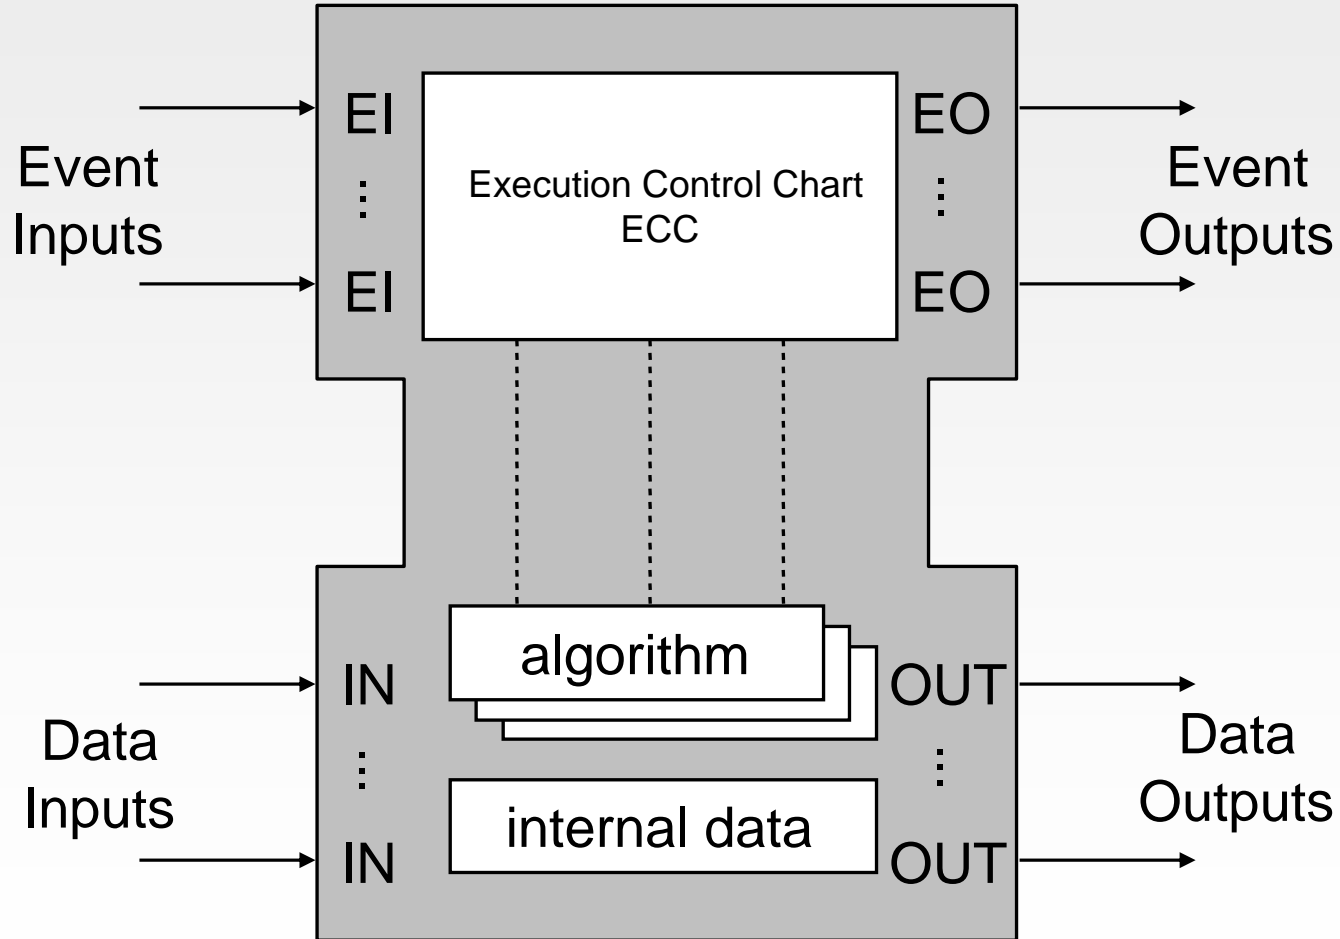 EI
EO
Event
Inputs
Execution Control Chart
ECC
Event
Outputs
EI
EO
algorithm
IN
OUT
Data
Inputs
Data
Outputs
internal data
IN
OUT